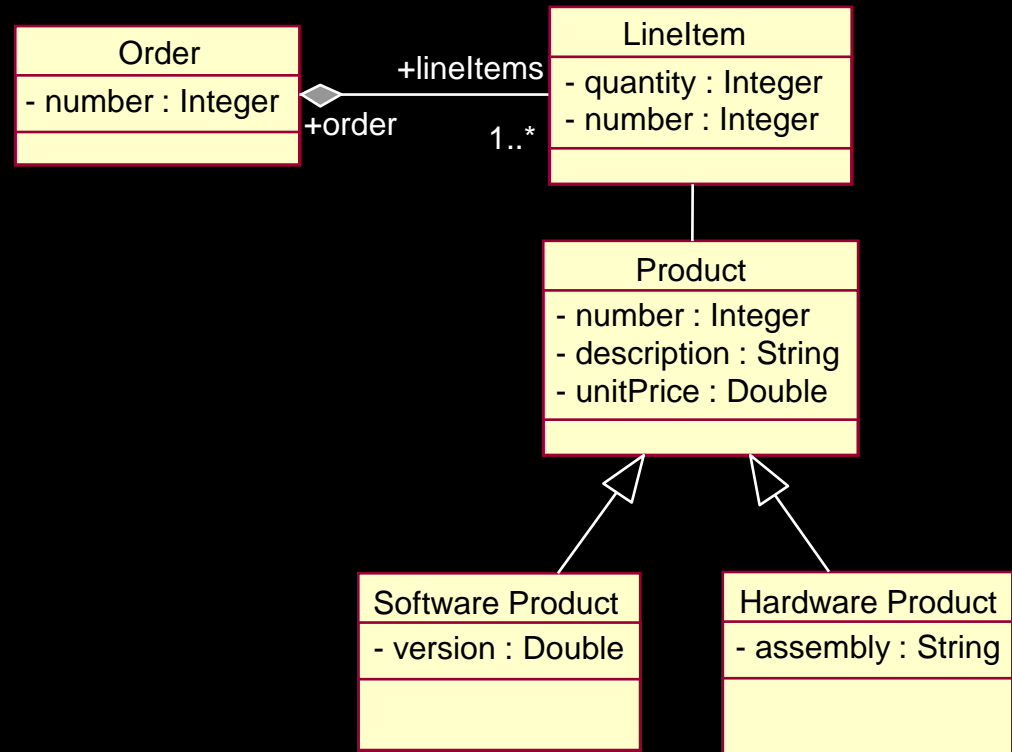 Order
- number : Integer
+lineItems
+order
1..*
LineItem
- quantity : Integer
- number : Integer
Product
- number : Integer
- description : String
- unitPrice : Double
Software Product
- version : Double
Hardware Product
- assembly : String